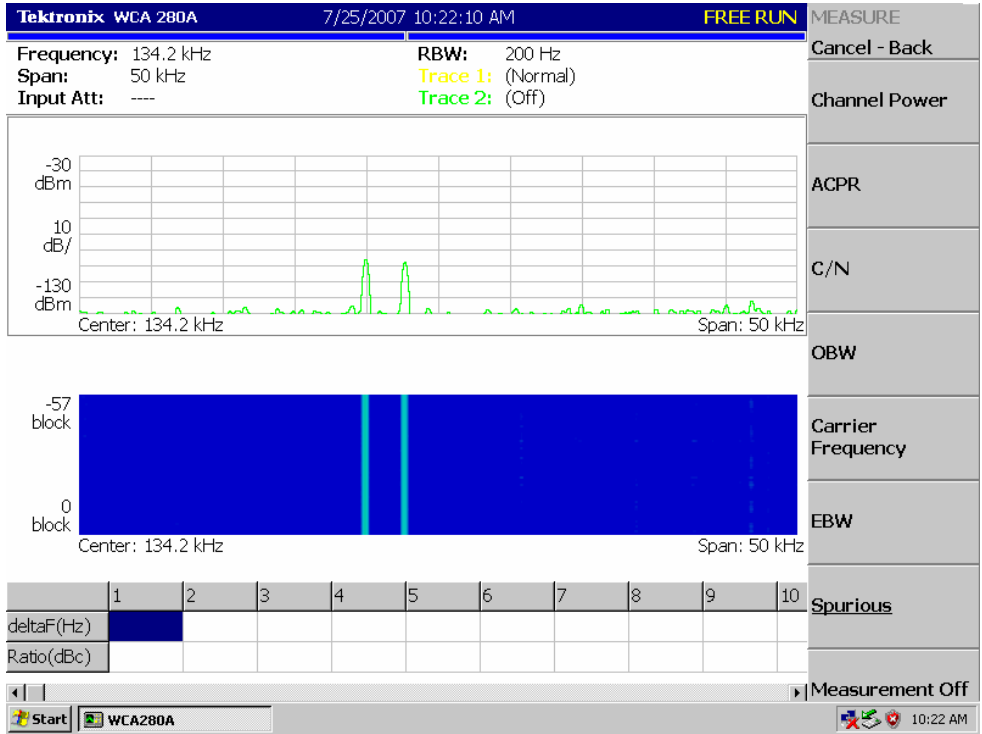 Tektronix WCA 280A 7/25/2007 10:22:10 AM FREE RUN
Frequency: 134.2 kHz RBW: 200 Hz
Span: 50 kHz Trace 1: (Normal)
Input Att: ---- Trace 2: (Off)
-30
dBm
10
dB/
-130
dBm
Center: 134.2 kHz Span: 50 kHz
-57
block
0
block
Center: 134.2 kHz Span: 50 kHz
1 2 3 4 5 6 7 8 9 10
deltaF(Hz)
Ratio(dBc)
MEASURE
Cancel - Back
Channel Power
ACPR
C/N
OBW
Carrier
Frequency
EBW
Spurious
Measurement Off
Start WCA280A 10:22 AM